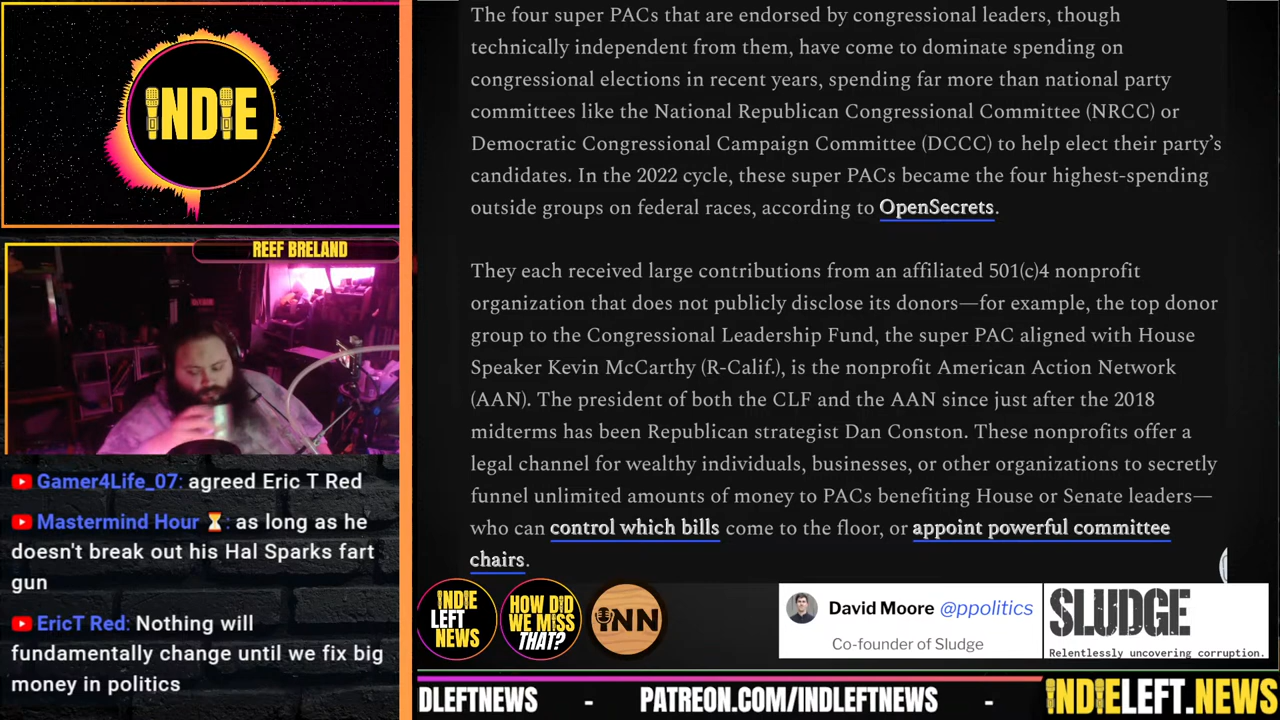 INDIE
REEF BRELAND
Gamer4Life_07: agreed Eric T Red
Mastermind Hour ⏳: as long as he
doesn't break out his Hal Sparks fart
gun
EricT Red: Nothing will
fundamentally change until we fix big
money in politics
The four super PACs that are endorsed by congressional leaders, though
technically independent from them, have come to dominate spending on
congressional elections in recent years, spending far more than national party
committees like the National Republican Congressional Committee (NRCC) or
Democratic Congressional Campaign Committee (DCCC) to help elect their party’s
candidates. In the 2022 cycle, these super PACs became the four highest-spending
outside groups on federal races, according to OpenSecrets.
They each received large contributions from an affiliated 501(c)4 nonprofit
organization that does not publicly disclose its donors—for example, the top donor
group to the Congressional Leadership Fund, the super PAC aligned with House
Speaker Kevin McCarthy (R-Calif.), is the nonprofit American Action Network
(AAN). The president of both the CLF and the AAN since just after the 2018
midterms has been Republican strategist Dan Conston. These nonprofits offer a
legal channel for wealthy individuals, businesses, or other organizations to secretly
funnel unlimited amounts of money to PACs benefiting House or Senate leaders—
who can control which bills come to the floor, or appoint powerful committee
chairs.
INDIE
LEFT
NEWS
HOW DID
WE MISS
THAT?
INN
David Moore @ppolitics
Co-founder of Sludge
SLUDGE
Relentlessly uncovering corruption.
DLEFTNEWS - PATREON.COM/INDLEFTNEWS -
INDIELEFT.NEWS